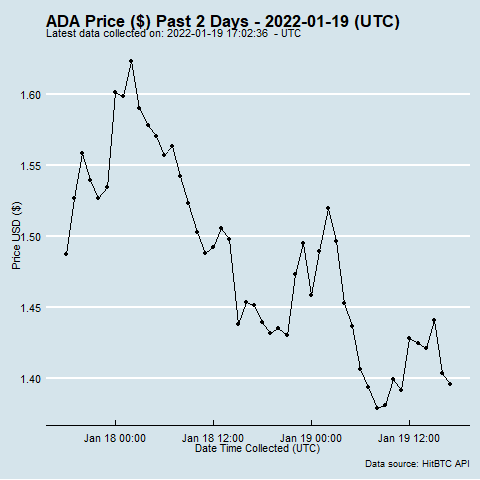 ADA Price ($) Past 2 Days - 2022-01-19 (UTC)
Latest data collected on: 2022-01-19 17:02:36  - UTC
Price USD ($)
1.60
1.55
1.50
1.45
1.40
Jan 18 00:00 Jan 18 12:00 Jan 19 00:00 Jan 19 12:00
Date Time Collected (UTC)
Data source: HitBTC API